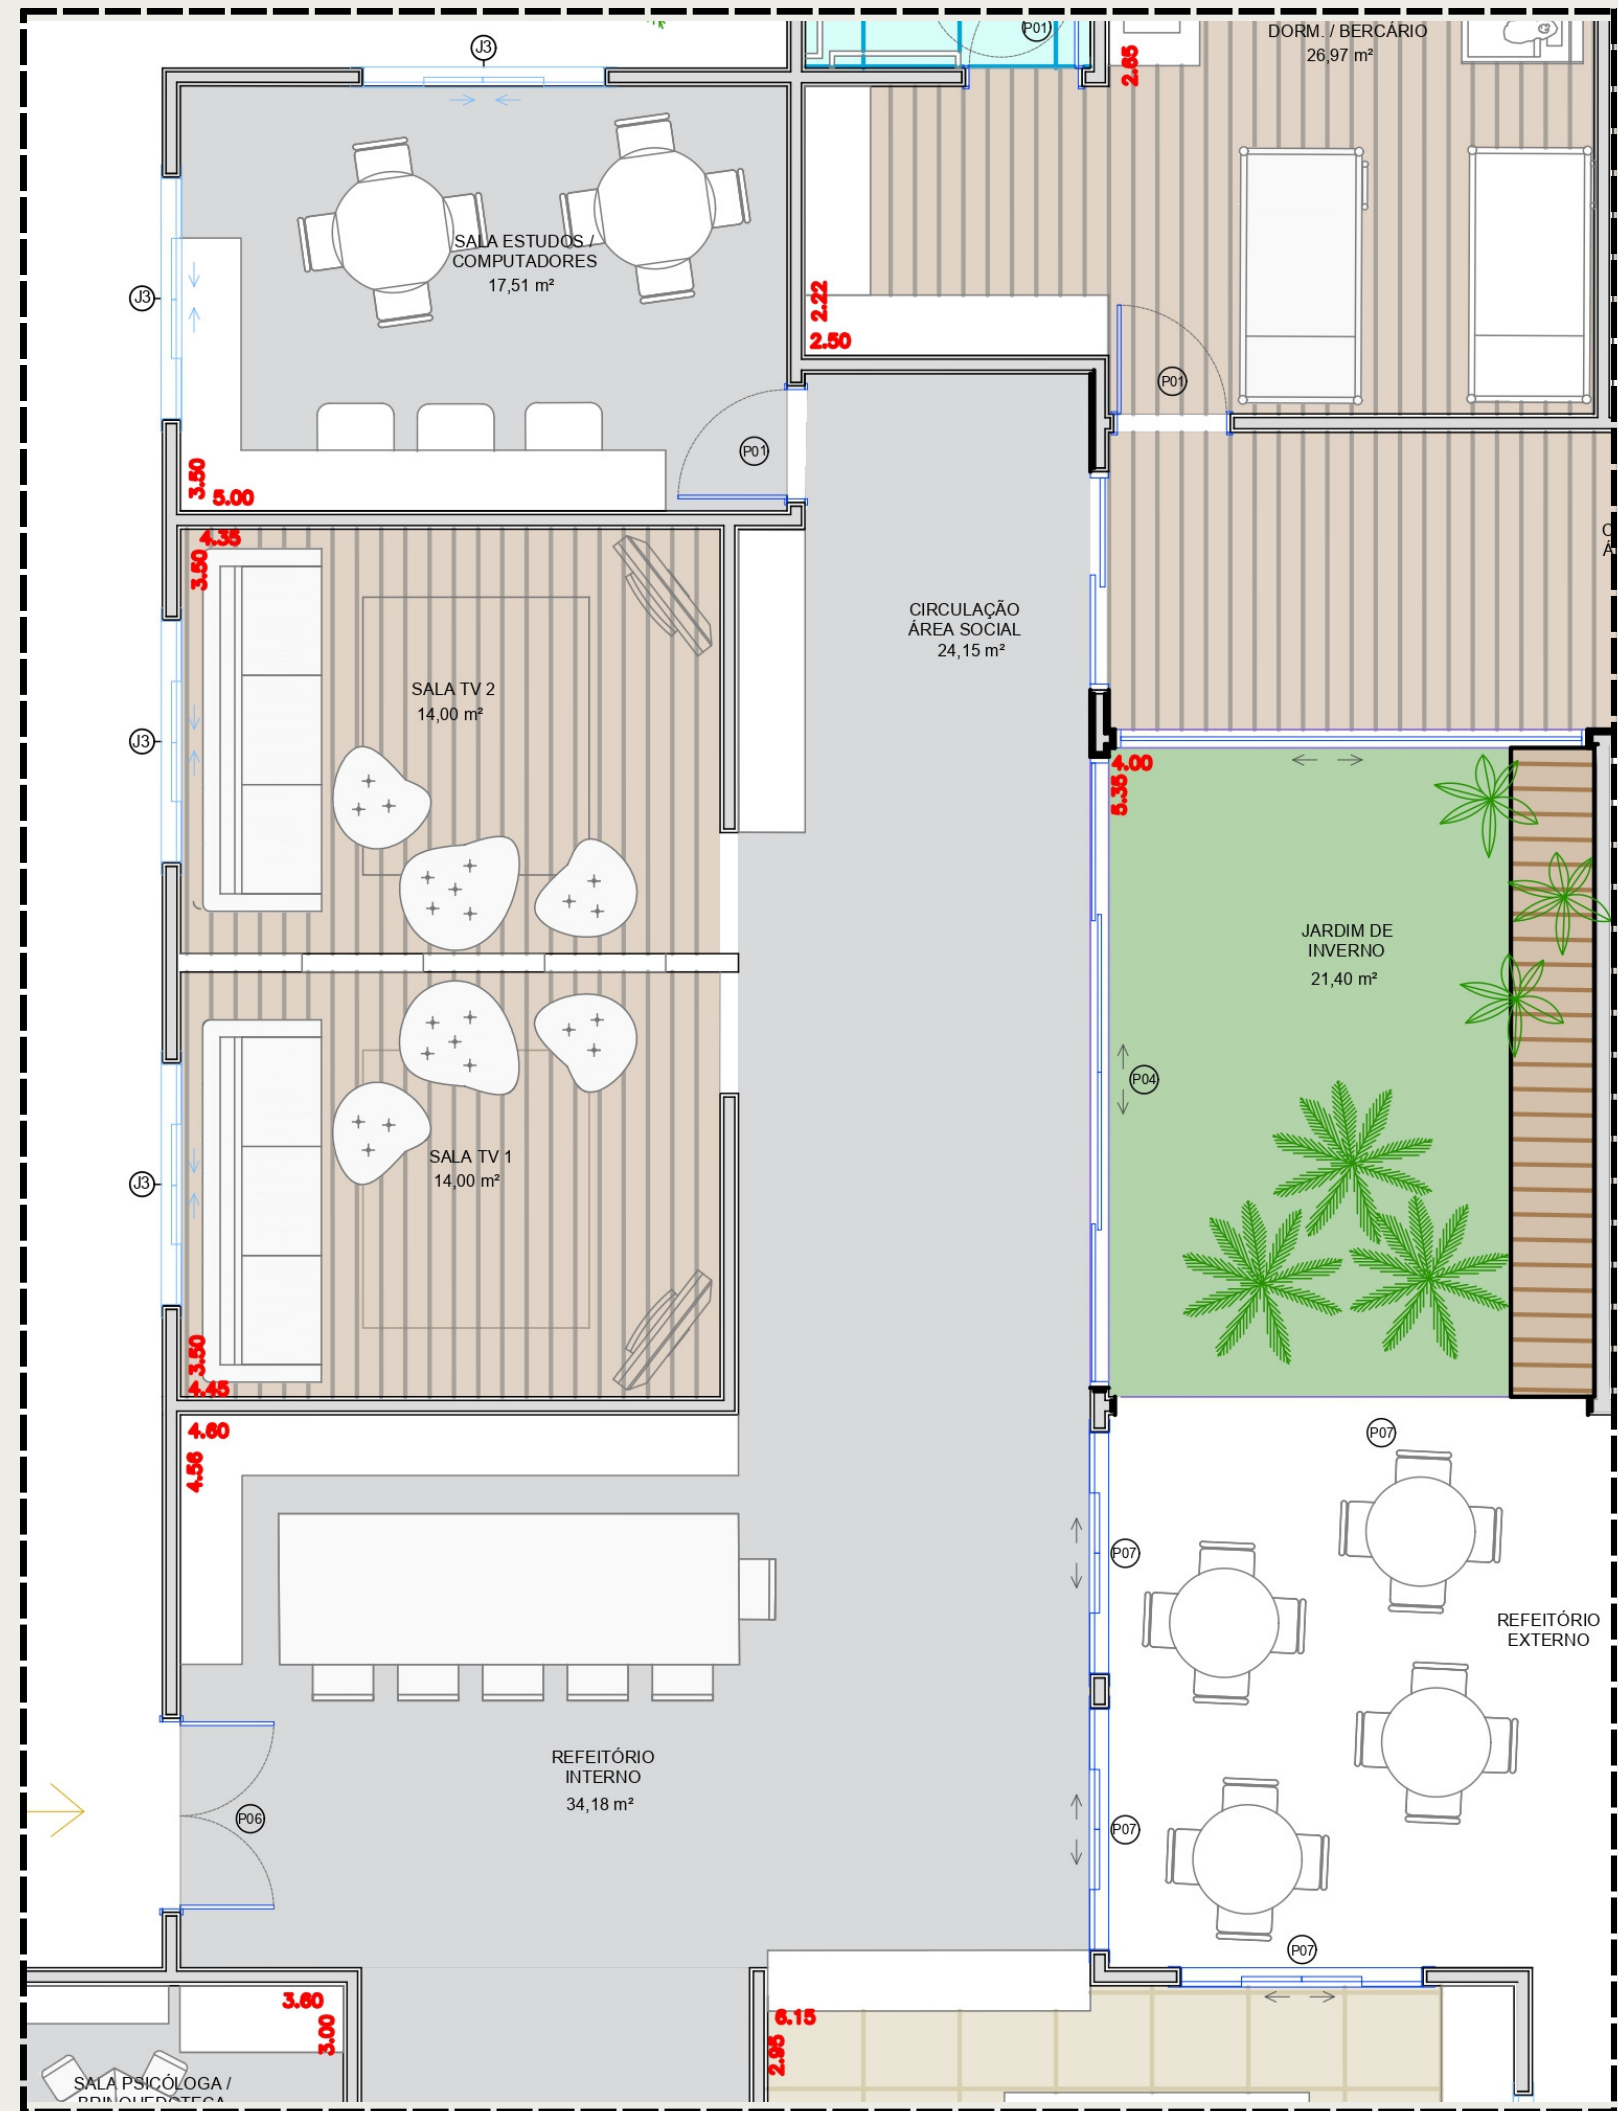 P01
DORM. / BERCÁRIO
26,97 m²
2.65
J3
SALA ESTUDOS /
COMPUTADORES
17,51 m²
J3
2.22
2.50
P01
P01
3.50
5.00
4.35
3.50
CIRCULAÇÃO
ÁREA SOCIAL
24,15 m²
SALA TV 2
14,00 m²
J3
4.00
5.35
JARDIM DE
INVERNO
21,40 m²
P04
SALA TV 1
14,00 m²
J3
3.50
4.45
4.60
4.56
P07
P07
REFEITÓRIO
EXTERNO
REFEITÓRIO
INTERNO
34,18 m²
P06
P07
P07
3.60
3.00
6.15
2.95
SALA PSICÓLOGA /
BRINQUEDOTECA